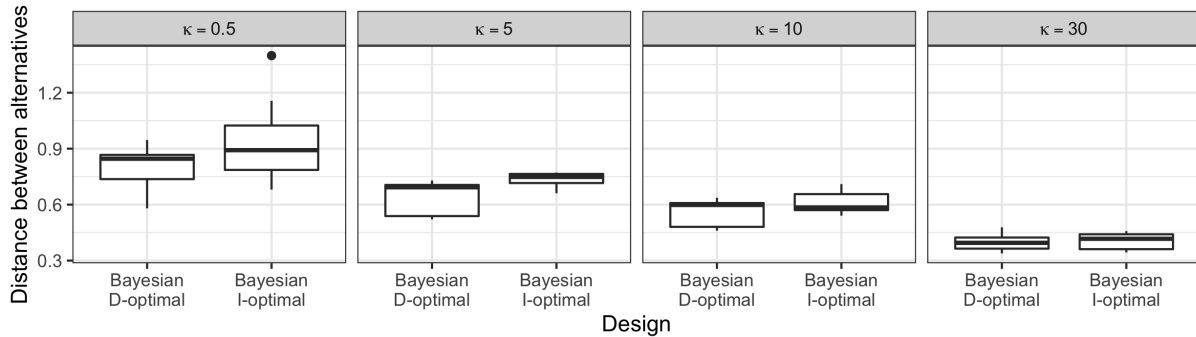 κ = 0.5
κ = 5
κ = 10
κ = 30
Distance between alternatives
1.2
0.9
0.6
0.3
Bayesian
D-optimal
Bayesian
I-optimal
Bayesian
D-optimal
Bayesian
I-optimal
Bayesian
D-optimal
Bayesian
I-optimal
Bayesian
D-optimal
Bayesian
I-optimal
Design